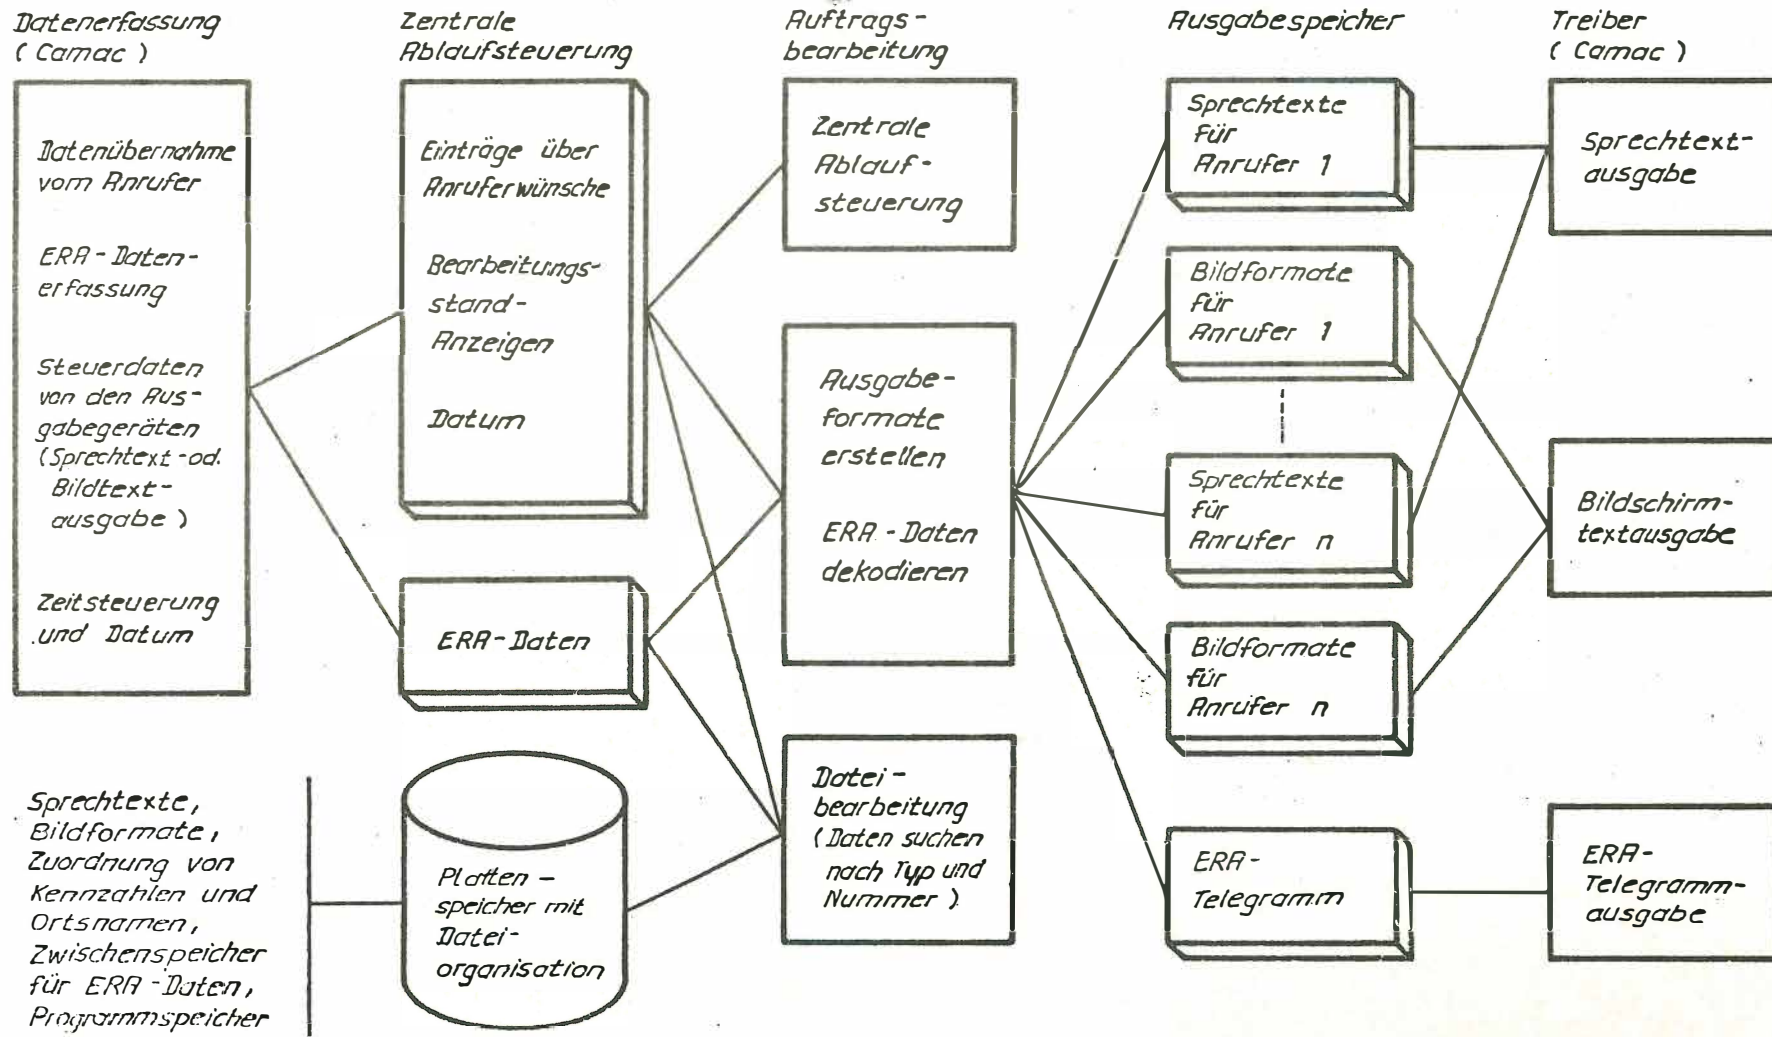 Datenerfassung
( Camac )
Datenübernahme
vom Anrufer
ERA - Daten-
erfassung
Steuerdaten
von den Aus-
gabegeräten
( Sprechtext - od.
Bildtext-
ausgabe )
Zeitsteuerung
und Datum
Zentrale
Ablaufsteuerung
Einträge über
Anruferwünsche
Bearbeitungs-
stand-
Anzeigen
Datum
ERA - Daten
Auftrags-
bearbeitung
Zentrale
Ablauf-
steuerung
Ausgabe-
formate
erstellen
ERA - Daten
dekodieren
Datei-
bearbeitung
( Daten suchen
nach Typ und
Nummer )
Ausgabespeicher
Sprechtexte
für
Anrufer 1
Bildformate
für
Anrufer 1
Sprechtexte
für
Anrufer n
Bildformate
für
Anrufer n
ERA-
Telegramm
Treiber
( Camac )
Sprechtext-
ausgabe
Bildschirm-
textausgabe
ERA-
Telegramm-
ausgabe
Sprechtexte,
Bildformate,
Zuordnung von
Kennzahlen und
Ortsnamen,
Zwischenspeicher
für ERA - Daten,
Programmspeicher
Platten-
speicher mit
Datei-
organisation